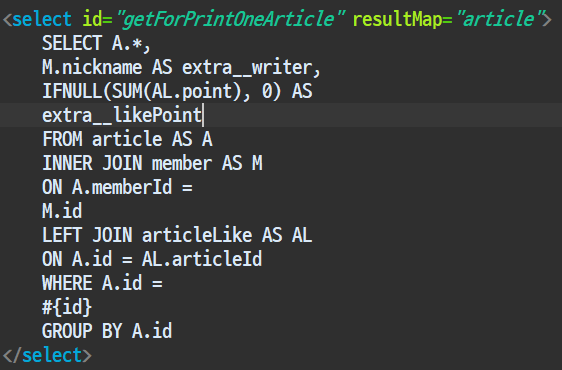 <select id="getForPrintOneArticle" resultMap="article">
SELECT A.*,
M.nickname AS extra__writer,
IFNULL(SUM(AL.point), 0) AS
extra__likePoint
FROM article AS A
INNER JOIN member AS M
ON A.memberId =
M.id
LEFT JOIN articleLike AS AL
ON A.id = AL.articleId
WHERE A.id =
#{id}
GROUP BY A.id
</select>